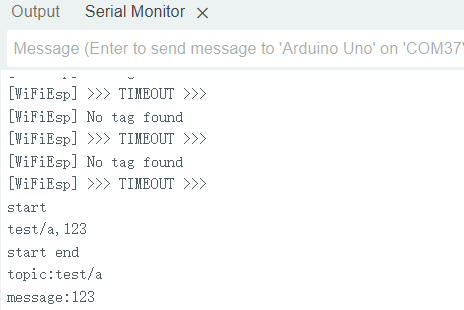 Output Serial Monitor
Message (Enter to send message to 'Arduino Uno' on 'COM37'
[WiFiEsp] >>> TIMEOUT >>>
[WiFiEsp] No tag found
[WiFiEsp] >>> TIMEOUT >>>
[WiFiEsp] No tag found
[WiFiEsp] >>> TIMEOUT >>>
start
test/a,123
start end
topic:test/a
message:123